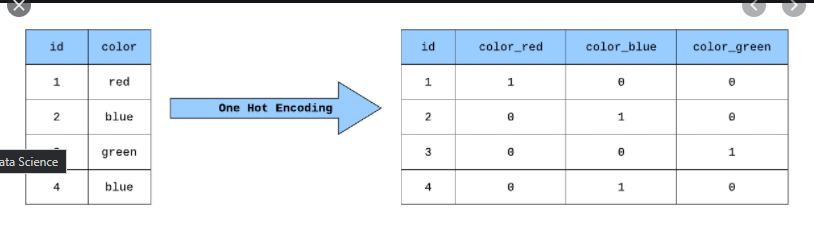 id color
1 red
2 blue
green
4 blue
ata Science
One Hot Encoding
id color_red color_blue color_green
1 1 0 0
2 0 1 0
3 0 0 1
4 0 1 0